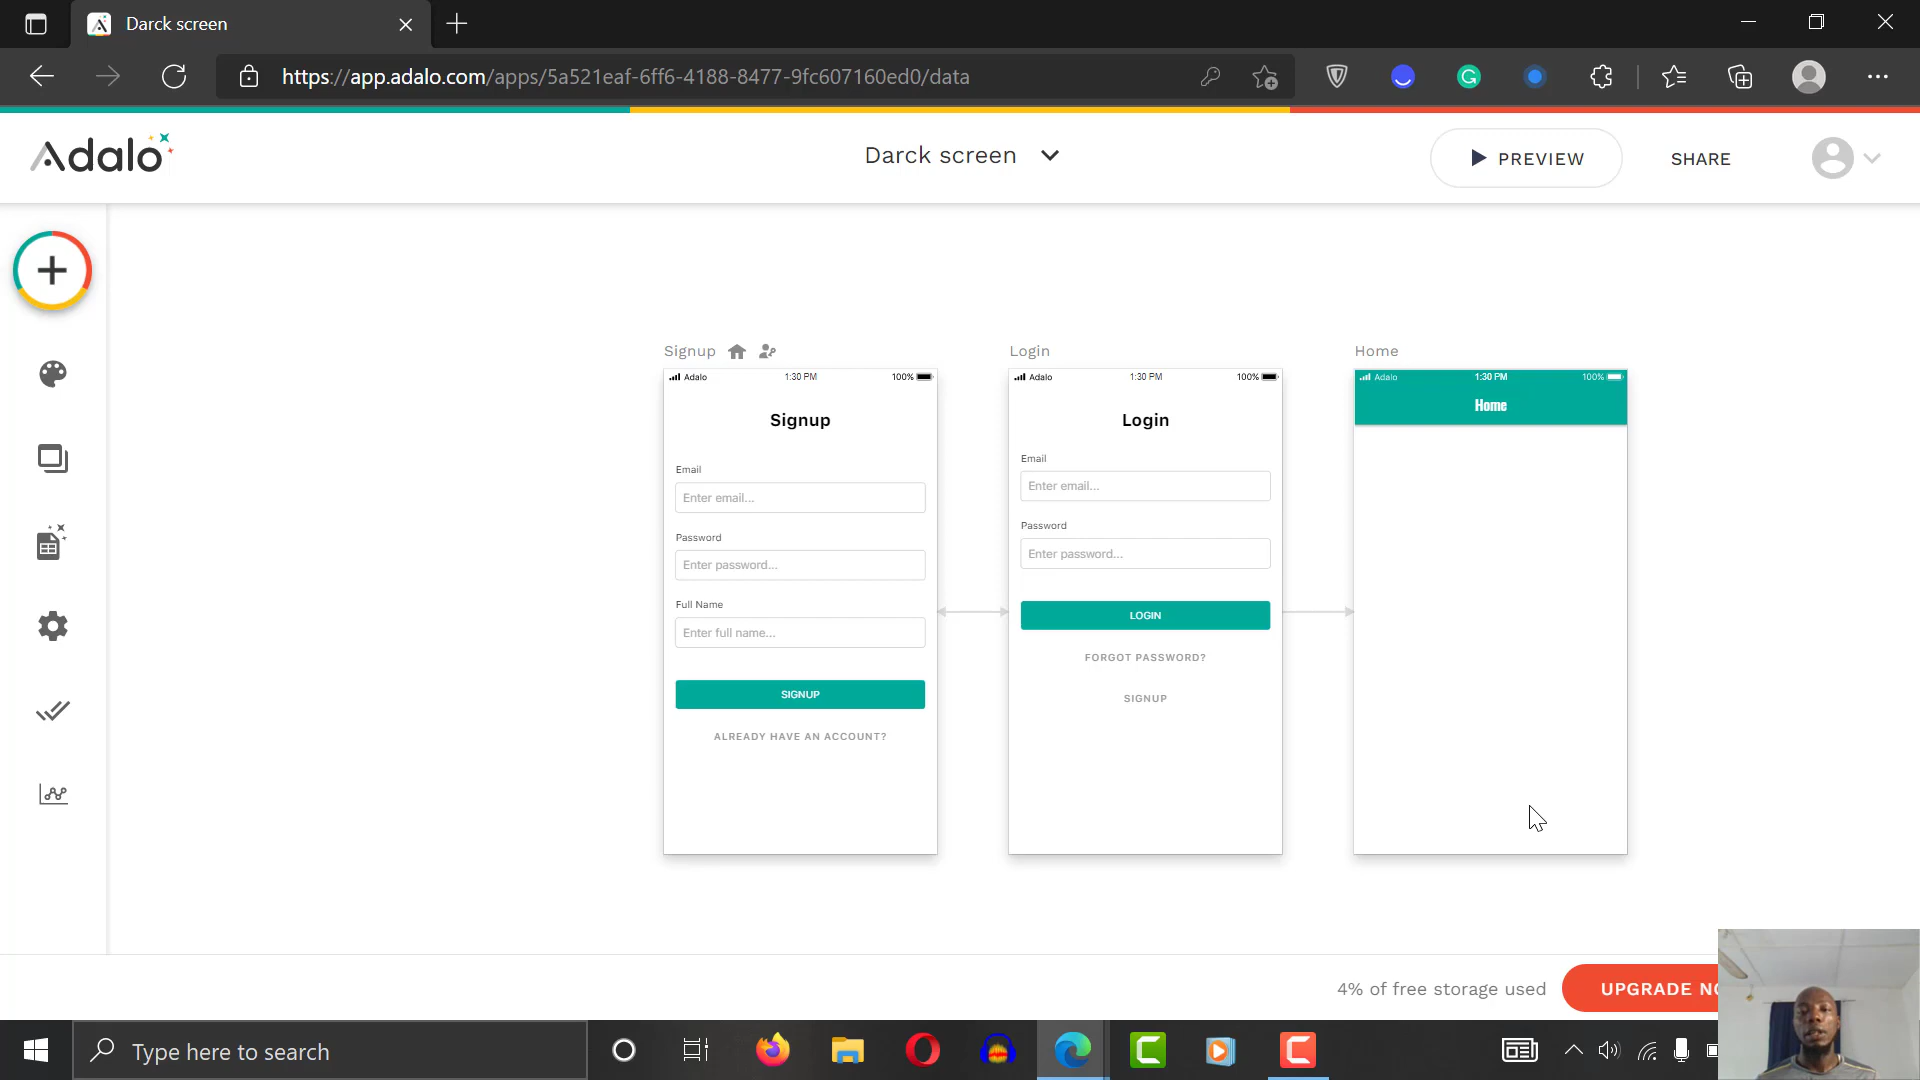 Darck screen
https://app.adalo.com/apps/5a521eaf-6ff6-4188-8477-9fc607160ed0/data
Adalo
Darck screen
PREVIEW
SHARE
Signup
Login
Home
Adalo 1:30 PM 100%
Signup
Email
Enter email...
Password
Enter password...
Full Name
Enter full name...
SIGNUP
ALREADY HAVE AN ACCOUNT?
Adalo 1:30 PM 100%
Login
Email
Enter email...
Password
Enter password...
LOGIN
FORGOT PASSWORD?
SIGNUP
Adalo 1:30 PM 100%
Home
4% of free storage used
UPGRADE
Type here to search